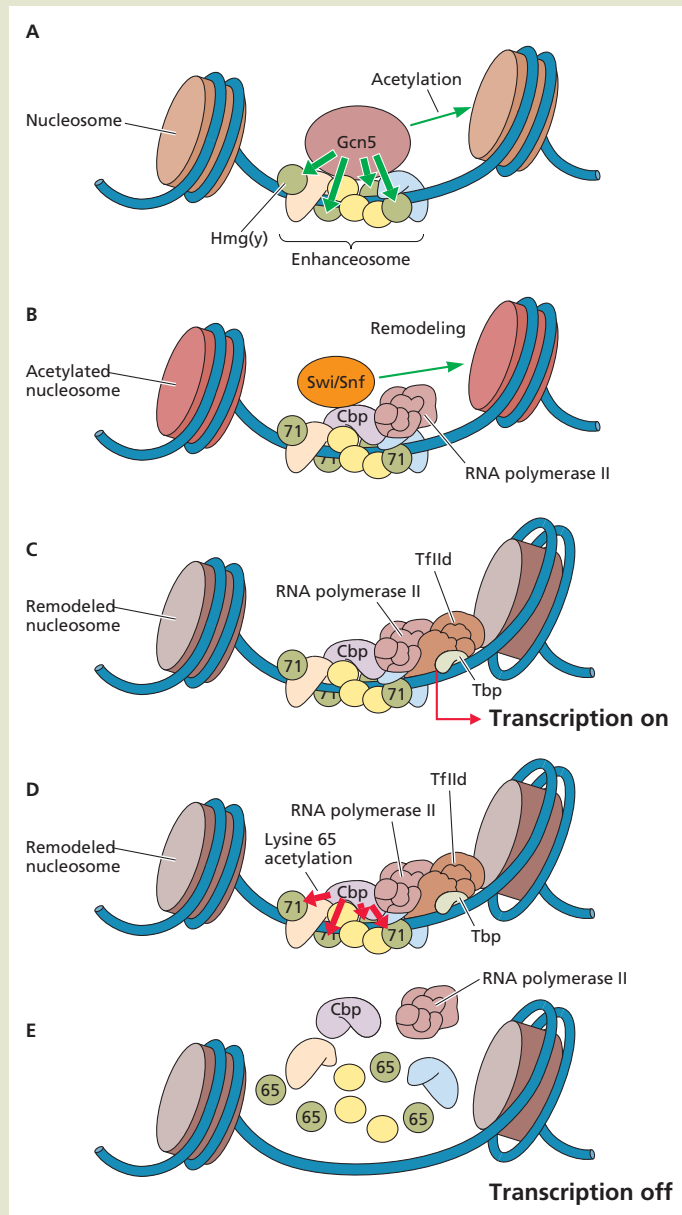 A
Acetylation
Nucleosome
Gcn5
Hmg(y)
Enhanceosome
B
Remodeling
Acetylated
nucleosome
Swi/Snf
Cbp
71
71
71
RNA polymerase II
C
TfIId
RNA polymerase II
Remodeled
nucleosome
Cbp
71
71
71
Tbp
Transcription on
D
TfIId
RNA polymerase II
Remodeled
nucleosome
Lysine 65
acetylation
Cbp
71
71
71
Tbp
RNA polymerase II
Cbp
E
65
65
65
65
Transcription off